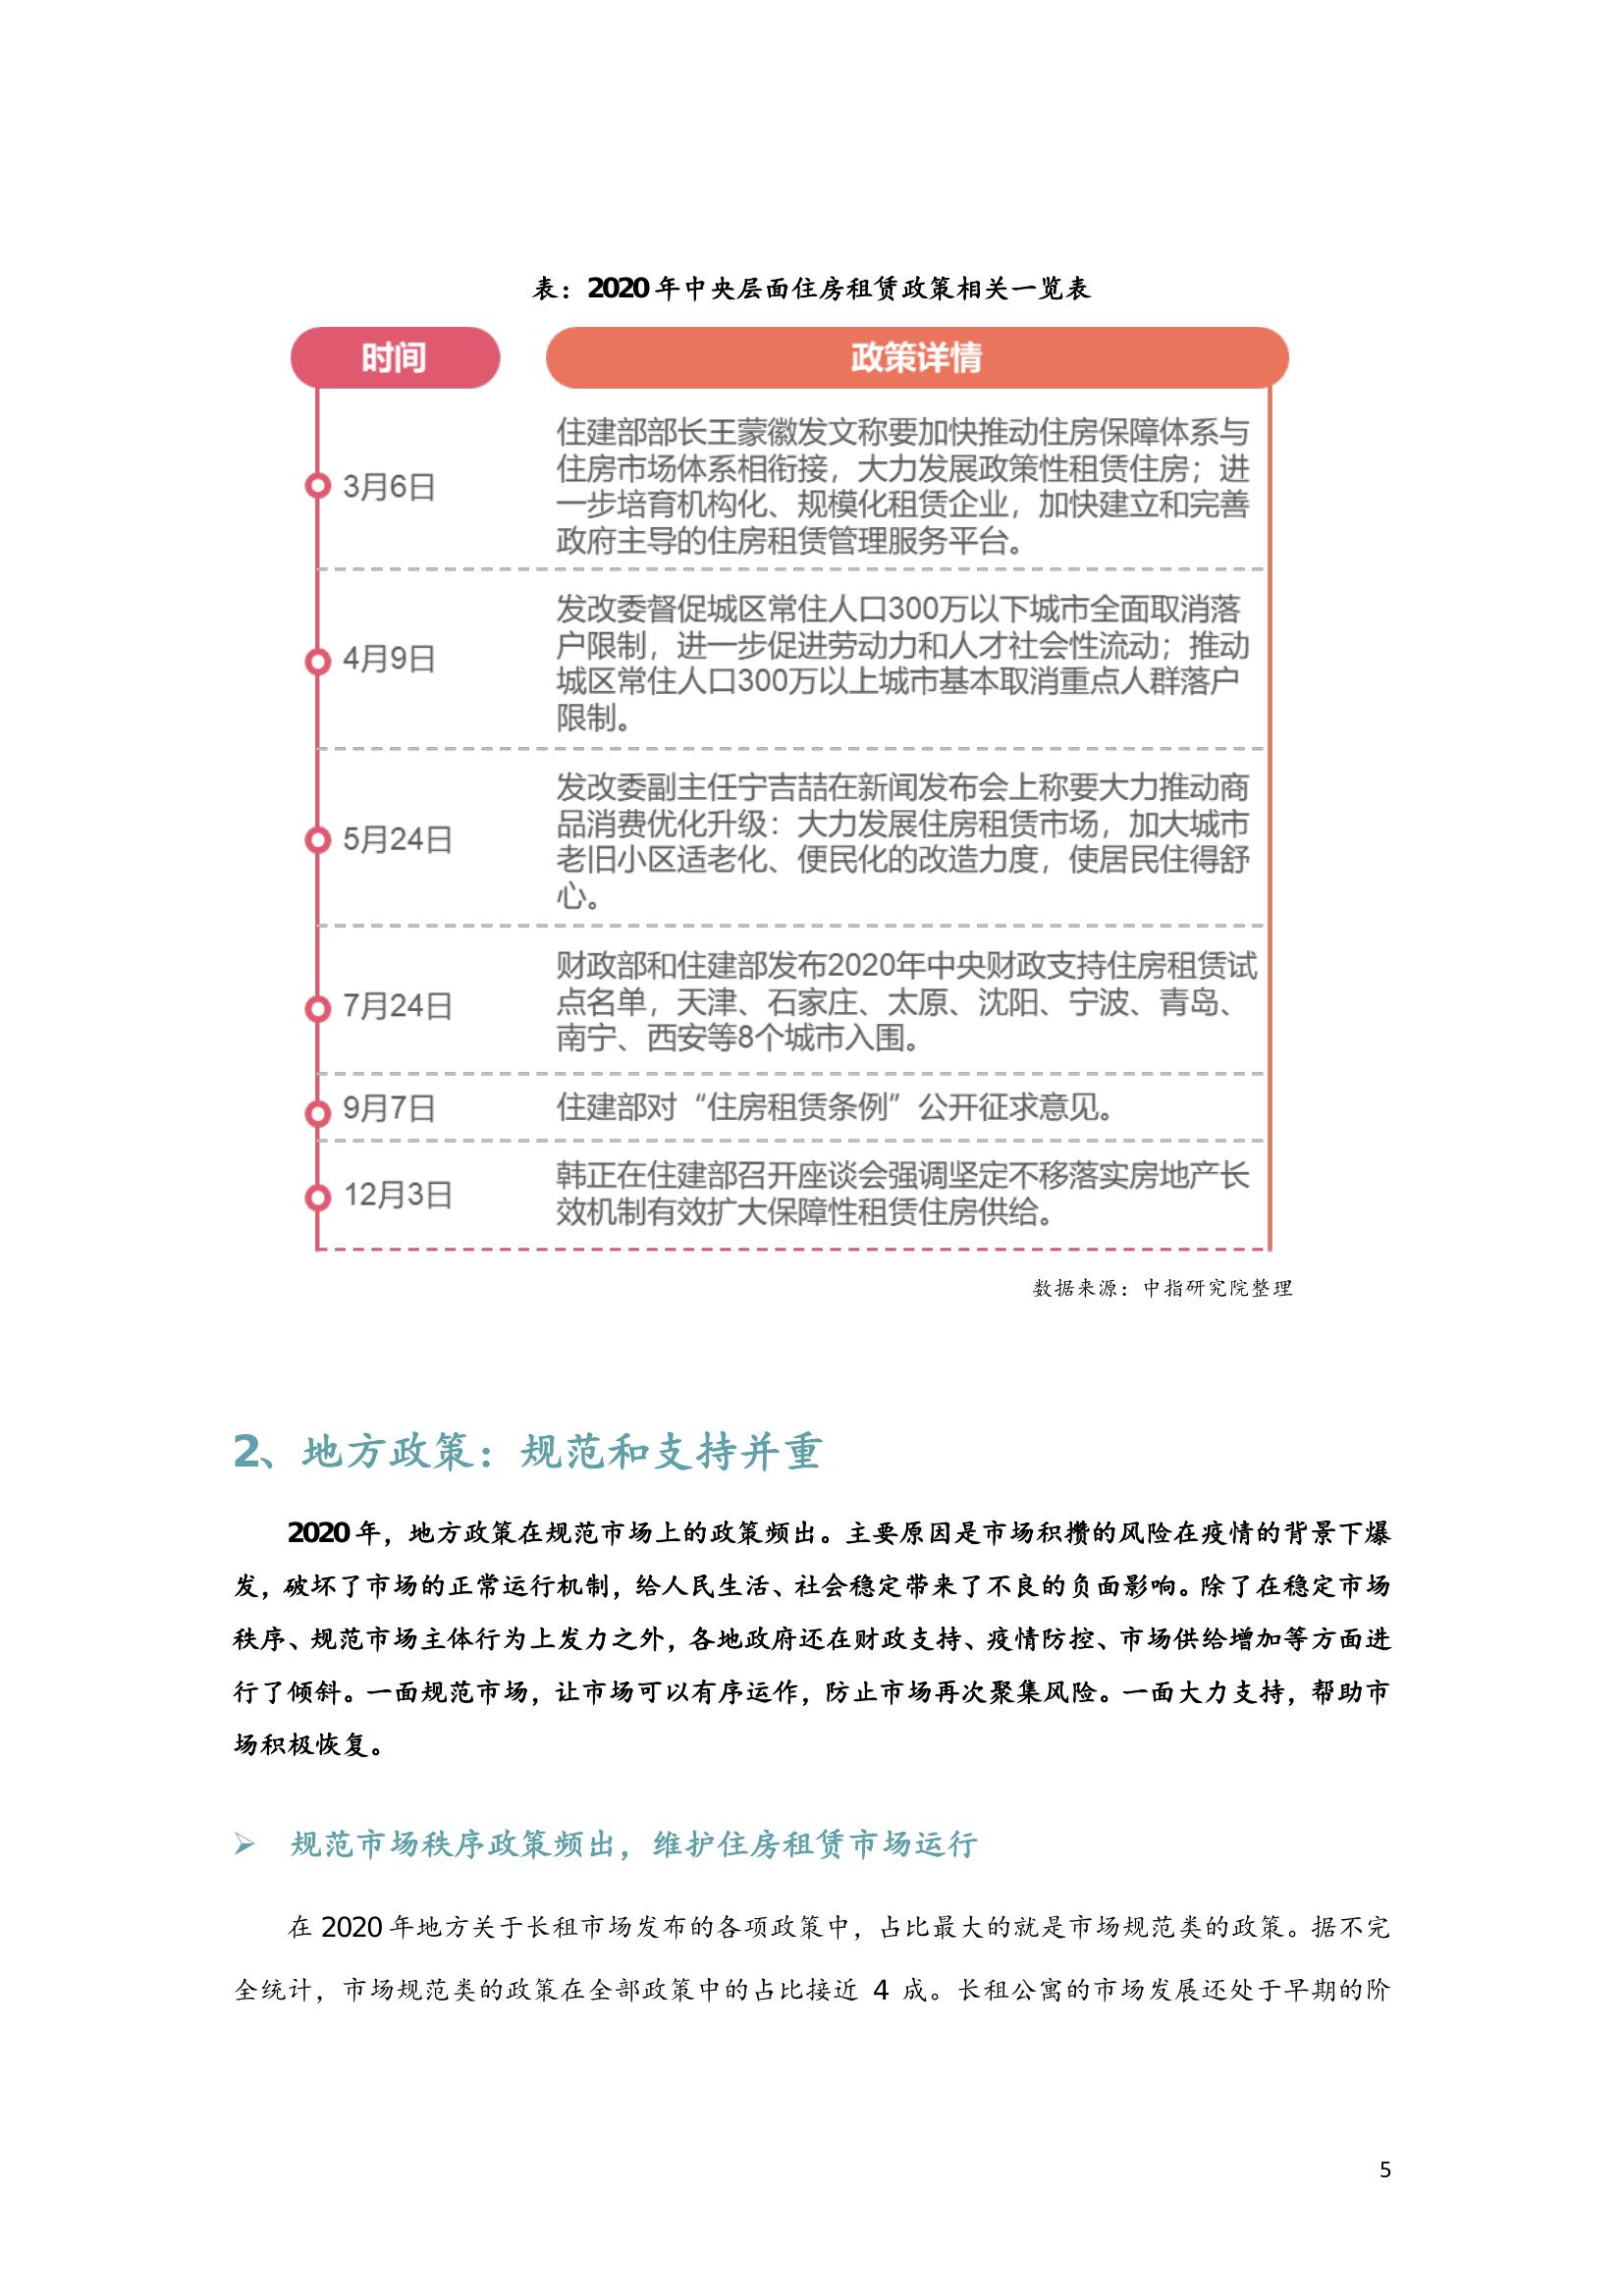 表：2020年中央层面住房租赁政策相关一览表
时间 政策详情
3月6日
住建部部长王蒙徽发文称要加快推动住房保障体系与
住房市场体系相衔接，大力发展政策性租赁住房；进
一步培育机构化、规模化租赁企业，加快建立和完善
政府主导的住房租赁管理服务平台。
4月9日
发改委督促城区常住人口300万以下城市全面取消落
户限制，进一步促进劳动力和人才社会性流动；推动
城区常住人口300万以上城市基本取消重点人群落户
限制。
5月24日
发改委副主任宁吉喆在新闻发布会上称要大力推动商
品消费优化升级：大力发展住房租赁市场，加大城市
老旧小区适老化、便民化的改造力度，使居民住得舒
心。
7月24日
财政部和住建部发布2020年中央财政支持住房租赁试
点名单，天津、石家庄、太原、沈阳、宁波、青岛、
南宁、西安等8个城市入围。
9月7日
住建部对“住房租赁条例”公开征求意见。
12月3日
韩正在住建部召开座谈会强调坚定不移落实房地产长
效机制有效扩大保障性租赁住房供给。
数据来源：中指研究院整理
2、地方政策：规范和支持并重
2020年，地方政策在规范市场上的政策频出。主要原因是市场积攒的风险在疫情的背景下爆
发，破坏了市场的正常运行机制，给人民生活、社会稳定带来了不良的负面影响。除了在稳定市场
秩序、规范市场主体行为上发力之外，各地政府还在财政支持、疫情防控、市场供给增加等方面进
行了倾斜。一面规范市场，让市场可以有序运作，防止市场再次聚集风险。一面大力支持，帮助市
场积极恢复。
➢ 规范市场秩序政策频出，维护住房租赁市场运行
在 2020 年地方关于长租市场发布的各项政策中，占比最大的就是市场规范类的政策。据不完
全统计，市场规范类的政策在全部政策中的占比接近 4 成。长租公寓的市场发展还处于早期的阶
5